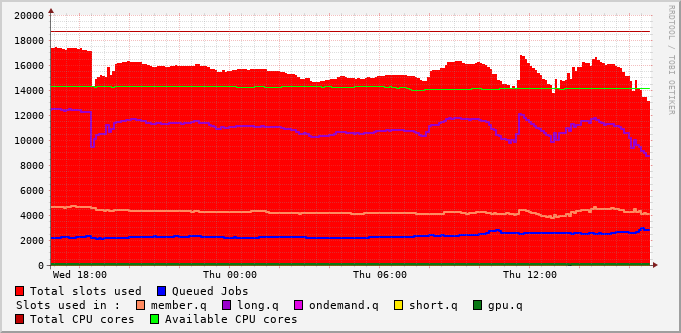 RRDTOOL / TOBI OETIKER
20000
18000
16000
14000
12000
10000
8000
6000
4000
2000
0
Wed 18:00 Thu 00:00 Thu 06:00 Thu 12:00
Total slots used Queued Jobs
Slots used in : member.q long.q ondemand.q short.q gpu.q
Total CPU cores Available CPU cores